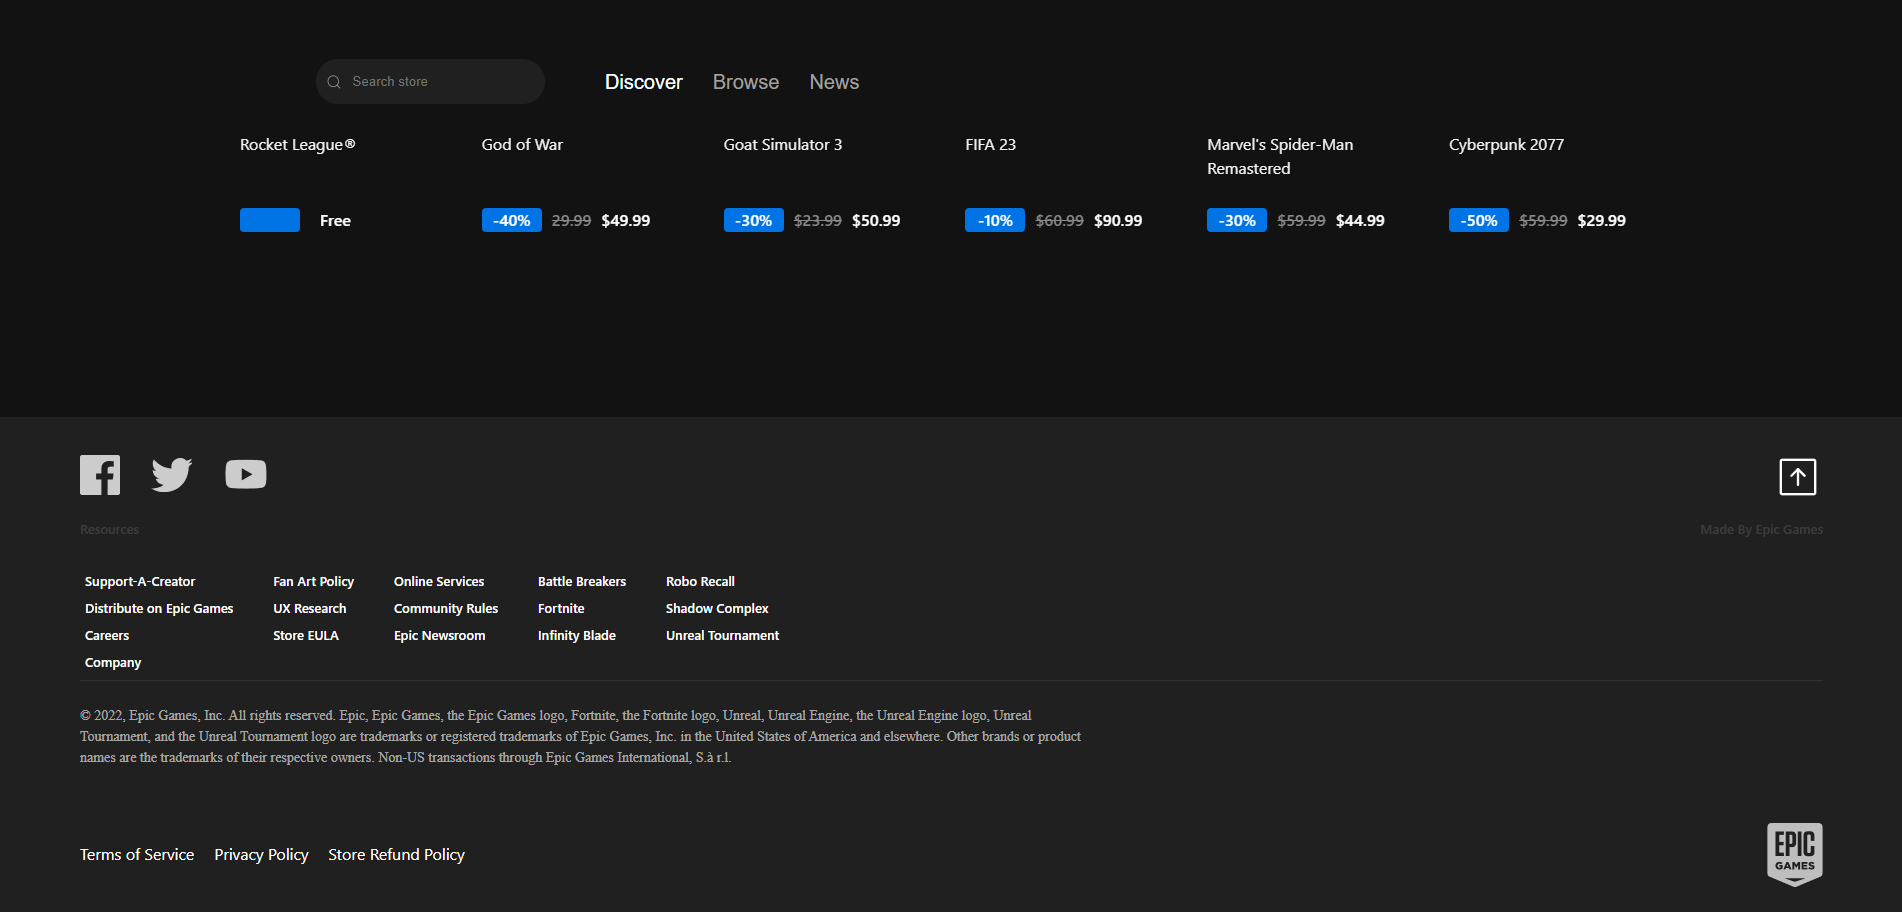 Search store
Discover Browse News
Rocket League®
God of War
Goat Simulator 3
FIFA 23
Marvel's Spider-Man
Remastered
Cyberpunk 2077
Free
-40% 29.99 $49.99
-30% $23.99 $50.99
-10% $60.99 $90.99
-30% $59.99 $44.99
-50% $59.99 $29.99
Resources
Made By Epic Games
Support-A-Creator
Distribute on Epic Games
Careers
Company
Fan Art Policy
UX Research
Store EULA
Online Services
Community Rules
Epic Newsroom
Battle Breakers
Fortnite
Infinity Blade
Robo Recall
Shadow Complex
Unreal Tournament
© 2022, Epic Games, Inc. All rights reserved. Epic, Epic Games, the Epic Games logo, Fortnite, the Fortnite logo, Unreal, Unreal Engine, the Unreal Engine logo, Unreal
Tournament, and the Unreal Tournament logo are trademarks or registered trademarks of Epic Games, Inc. in the United States of America and elsewhere. Other brands or product
names are the trademarks of their respective owners. Non-US transactions through Epic Games International, S.à r.l.
Terms of Service Privacy Policy Store Refund Policy
EPIC
GAMES